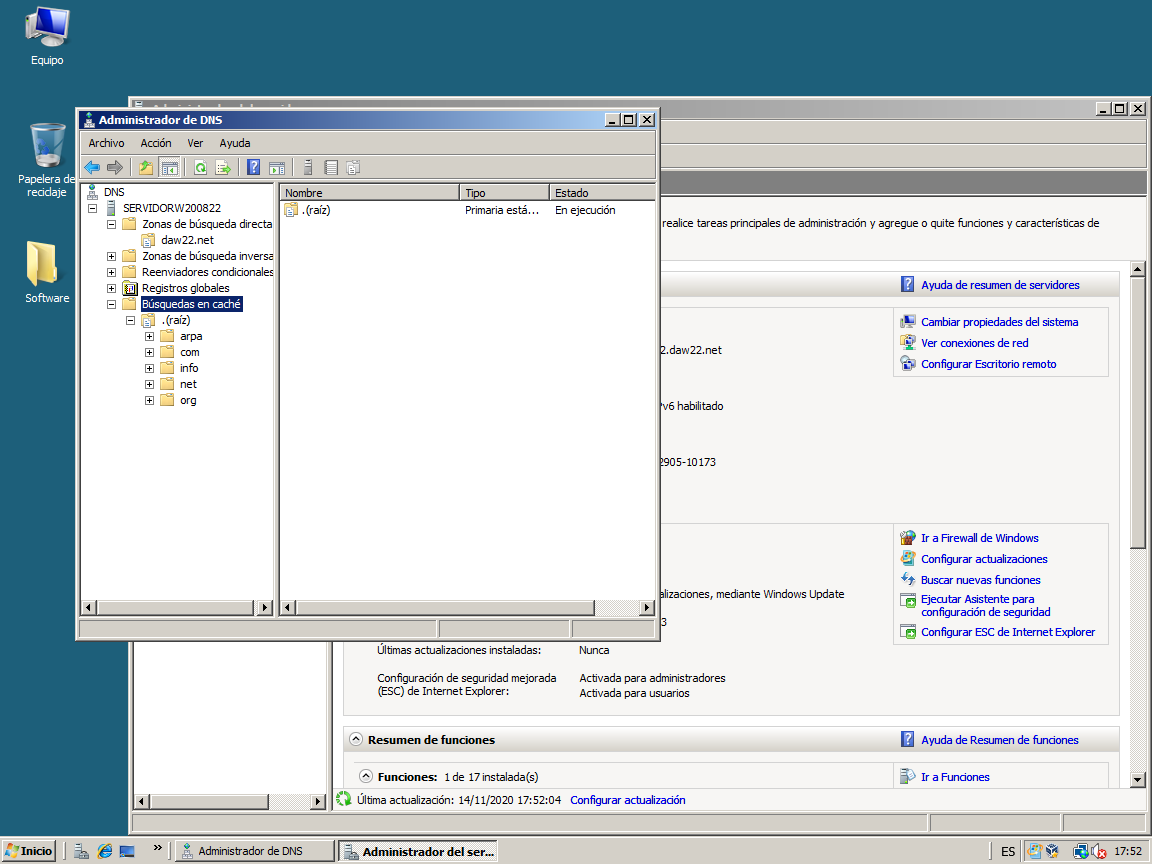 Equipo
Papelera de
reciclaje
Software
Administrador de DNS
Archivo Acción Ver Ayuda
DNS
SERVIDORW200822
Zonas de búsqueda directa
daw22.net
Zonas de búsqueda inversa
Reenviadores condicionales
Registros globales
Búsquedas en caché
.(raíz)
arpa
com
info
net
org
Nombre Tipo Estado
.(raíz) Primaria está... En ejecución
realice tareas principales de administración y agregue o quite funciones y características de
Ayuda de resumen de servidores
Cambiar propiedades del sistema
2.daw22.net
Ver conexiones de red
Configurar Escritorio remoto
v6 habilitado
2905-10173
Ir a Firewall de Windows
Configurar actualizaciones
Buscar nuevas funciones
alizaciones, mediante Windows Update
Ejecutar Asistente para
configuración de seguridad
3
Configurar ESC de Internet Explorer
Últimas actualizaciones instaladas: Nunca
Configuración de seguridad mejorada
(ESC) de Internet Explorer:
Activada para administradores
Activada para usuarios
Resumen de funciones
Ayuda de Resumen de funciones
Funciones: 1 de 17 instalada(s)
Ir a Funciones
Última actualización: 14/11/2020 17:52:04 Configurar actualización
Inicio
»
Administrador de DNS
Administrador del ser...
ES
17:52